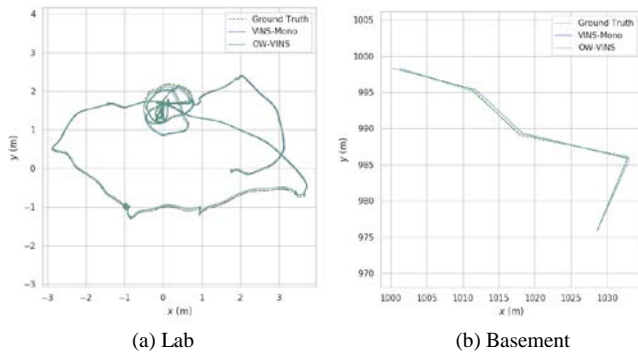 4
3
2
1
0
−1
−2
−3
y (m)
−3 −2 −1 0 1 2 3
x (m)
Ground Truth
VINS-Mono
OW-VINS
(a) Lab
1005
1000
995
990
985
980
975
970
y (m)
1000 1005 1010 1015 1020 1025 1030
x (m)
Ground Truth
VINS-Mono
OW-VINS
(b) Basement